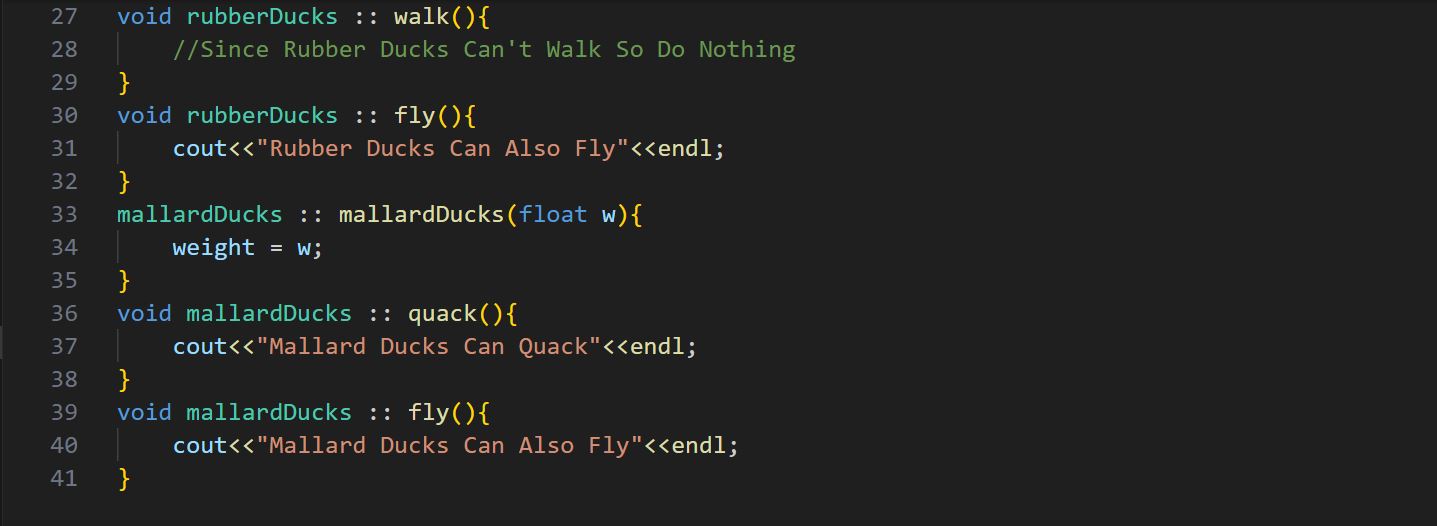 27 void rubberDucks :: walk(){
28 //Since Rubber Ducks Can't Walk So Do Nothing
29 }
30 void rubberDucks :: fly(){
31 cout<<"Rubber Ducks Can Also Fly"<<endl;
32 }
33 mallardDucks :: mallardDucks(float w){
34 weight = w;
35 }
36 void mallardDucks :: quack(){
37 cout<<"Mallard Ducks Can Quack"<<endl;
38 }
39 void mallardDucks :: fly(){
40 cout<<"Mallard Ducks Can Also Fly"<<endl;
41 }